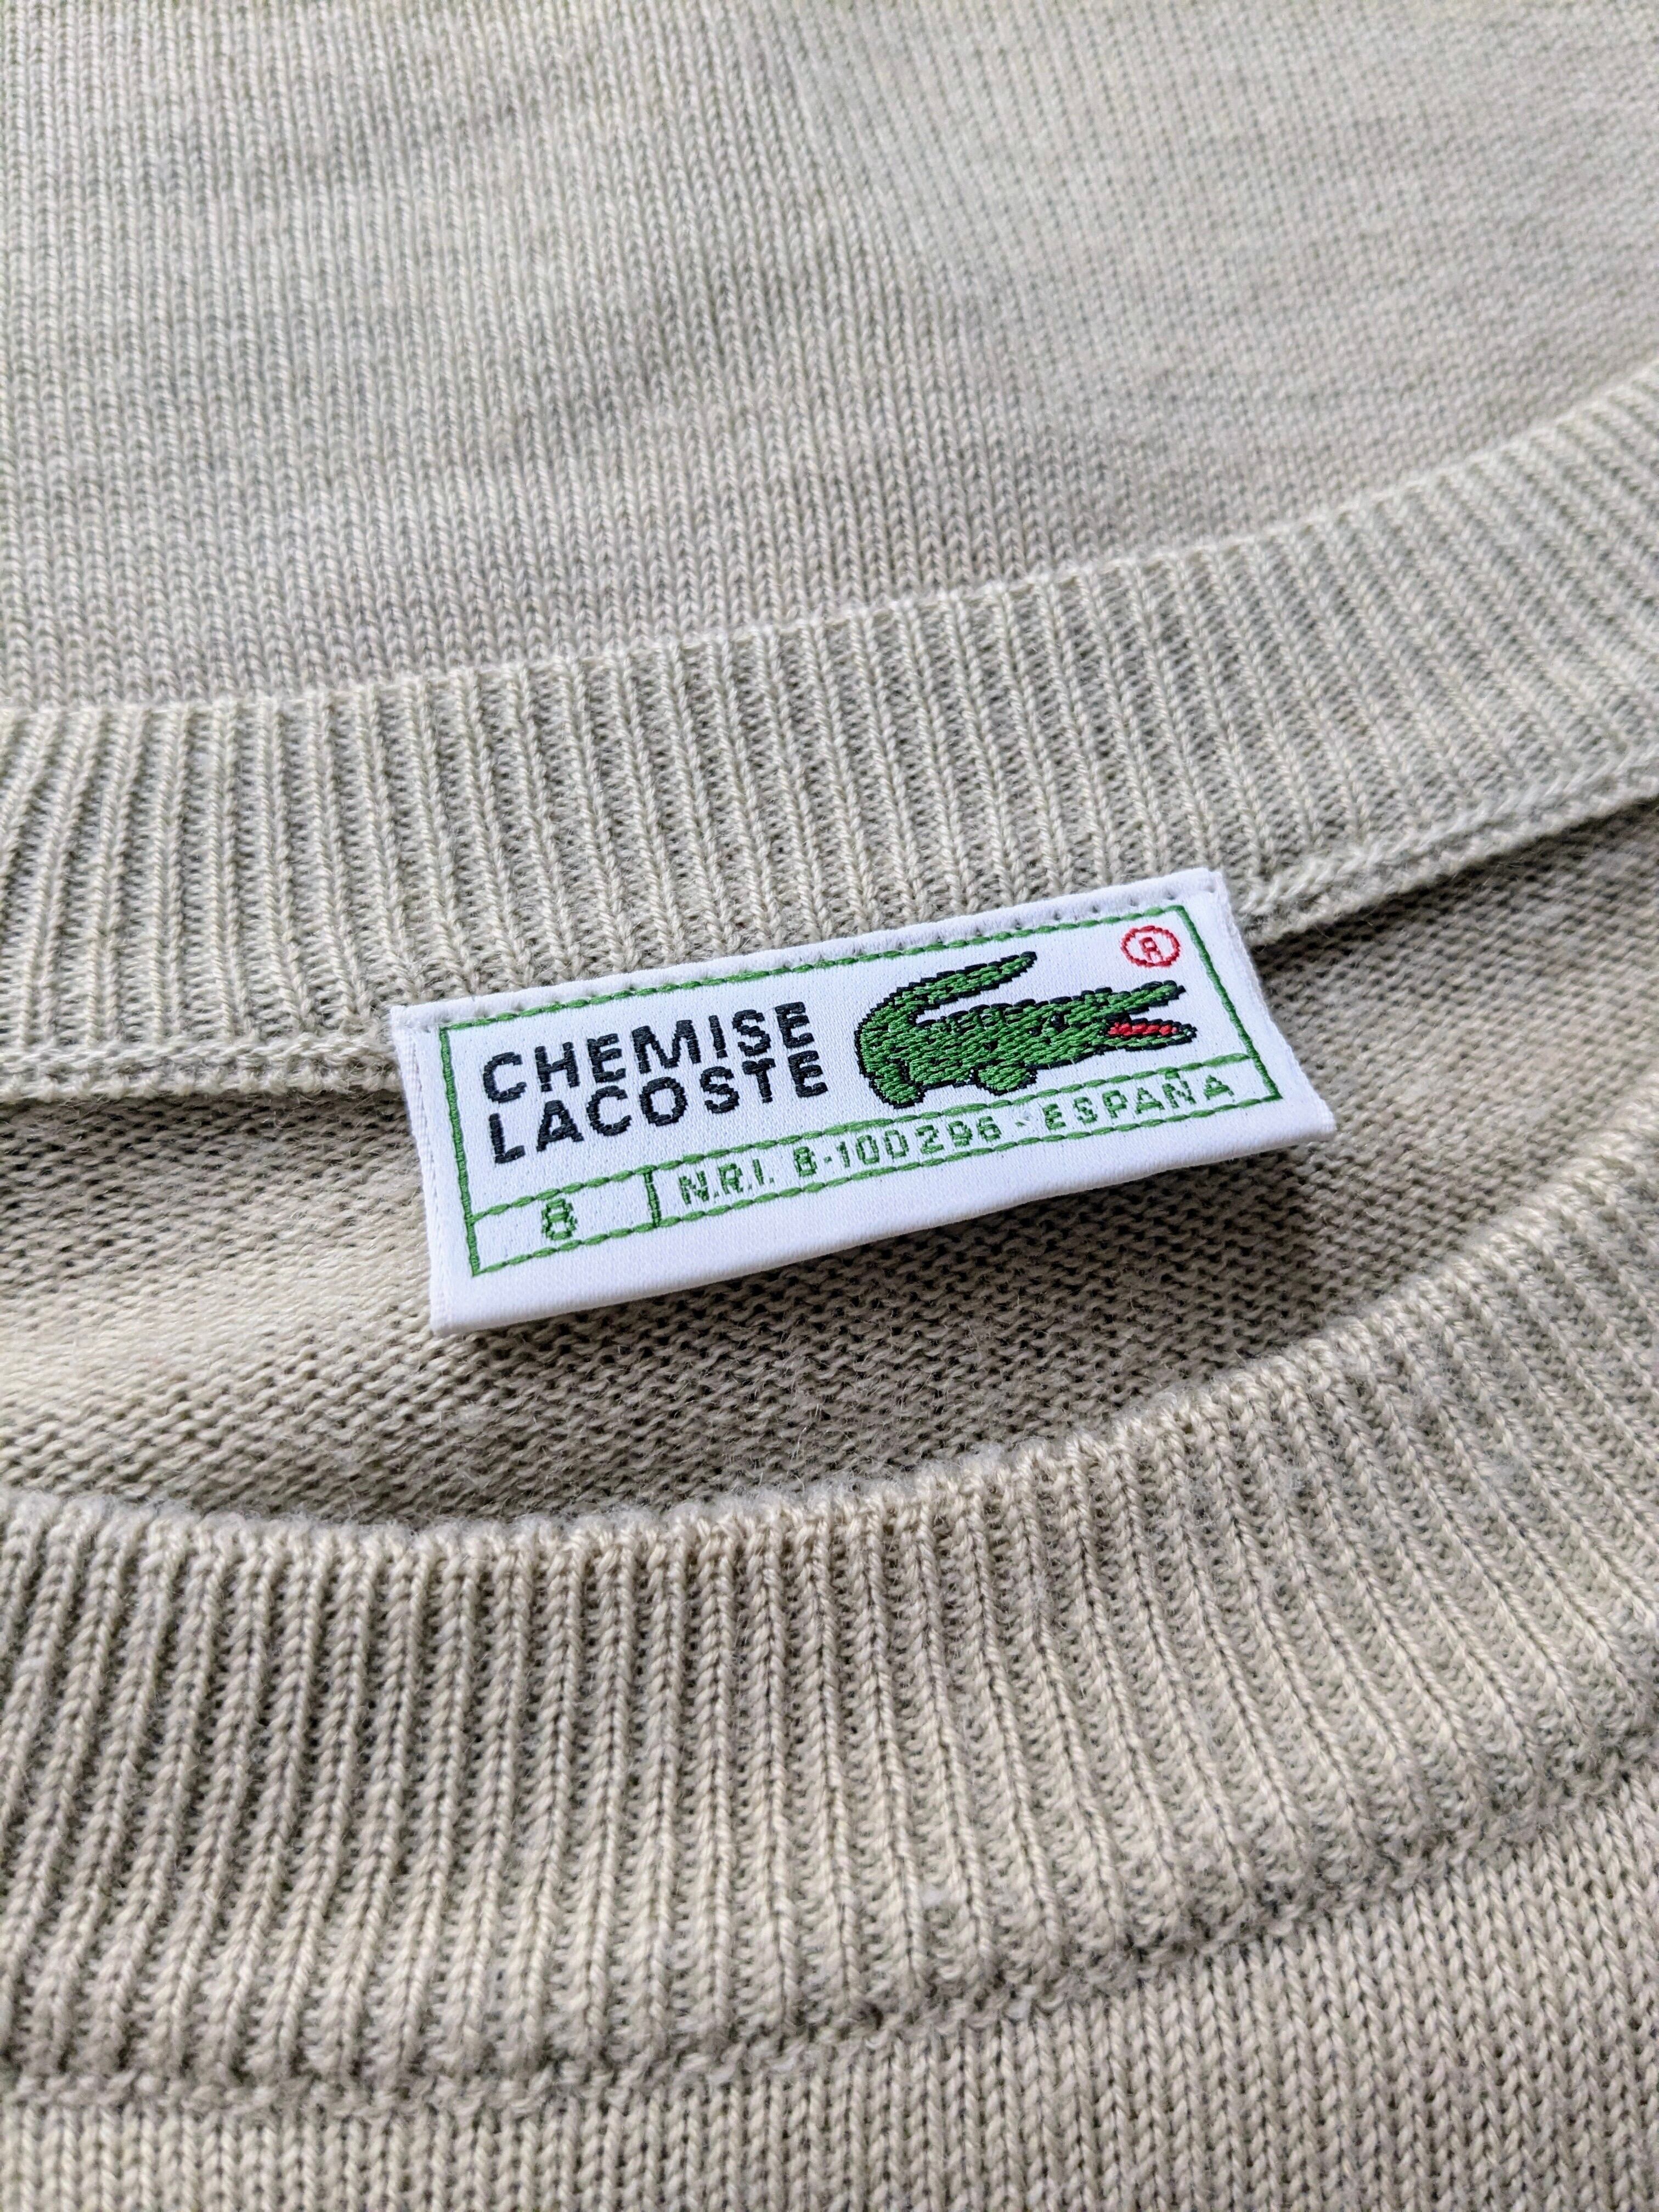 CHEMISE
LACOSTE
®
8 N.R.I. 8-100296 - ESPAÑA